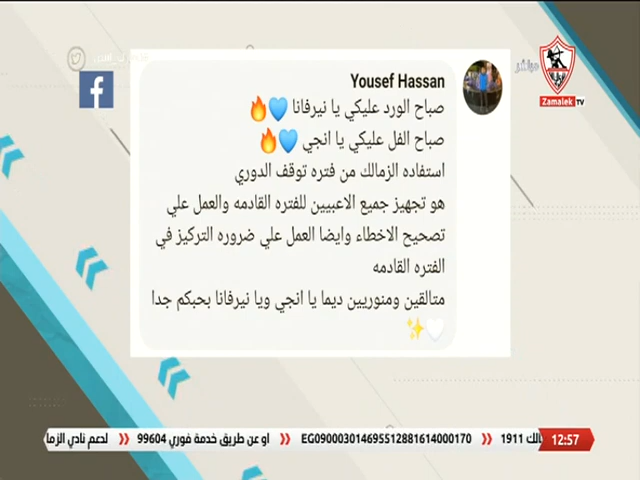 مباشر
Zamalek TV
Yousef Hassan
صباح الورد عليكي يا نيرفانا 💙🔥
صباح الفل عليكي يا انجي 💙🔥
استفاده الزمالك من فتره توقف الدوري
هو تجهيز جميع الاعبيين للفتره القادمه والعمل علي
تصحيح الاخطاء وايضا العمل علي ضروره التركيز في
الفتره القادمه
متالقين ومنوريين ديما يا انجي ويا نيرفانا بحبكم جدا
🤍✨
12:57
الك 1911 » EG090003014695512881614000170 » او عن طريق خدمة فوري 99604 » لدعم نادي الزما